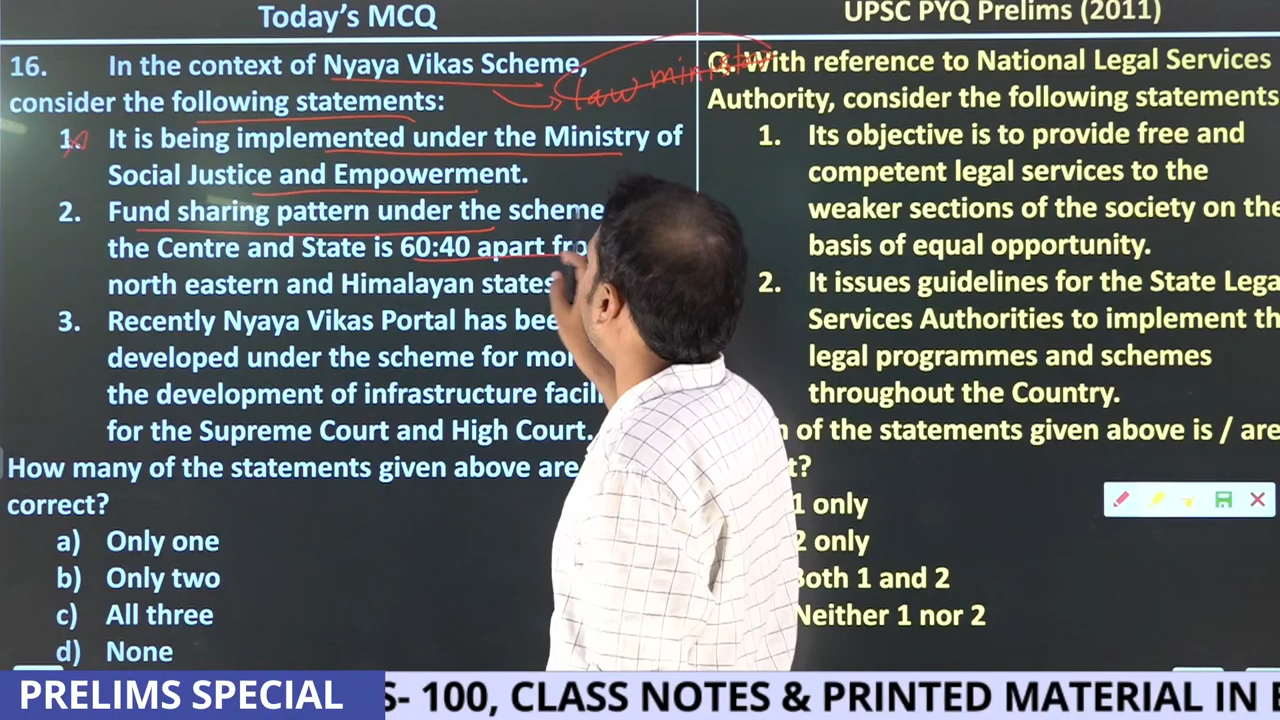 Today's MCQ
16. In the context of Nyaya Vikas Scheme,
consider the following statements:
1. It is being implemented under the Ministry of
Social Justice and Empowerment.
2. Fund sharing pattern under the scheme
the Centre and State is 60:40 apart fro
north eastern and Himalayan states
3. Recently Nyaya Vikas Portal has bee
developed under the scheme for mo
the development of infrastructure facil
for the Supreme Court and High Court.
How many of the statements given above are
correct?
a) Only one
b) Only two
c) All three
d) None
law minister
UPSC PYQ Prelims (2011)
Q. With reference to National Legal Services
Authority, consider the following statements
1. Its objective is to provide free and
competent legal services to the
weaker sections of the society on the
basis of equal opportunity.
2. It issues guidelines for the State Lega
Services Authorities to implement th
legal programmes and schemes
throughout the Country.
of the statements given above is / are
t?
1 only
2 only
Both 1 and 2
Neither 1 nor 2
PRELIMS SPECIAL
S- 100, CLASS NOTES & PRINTED MATERIAL IN